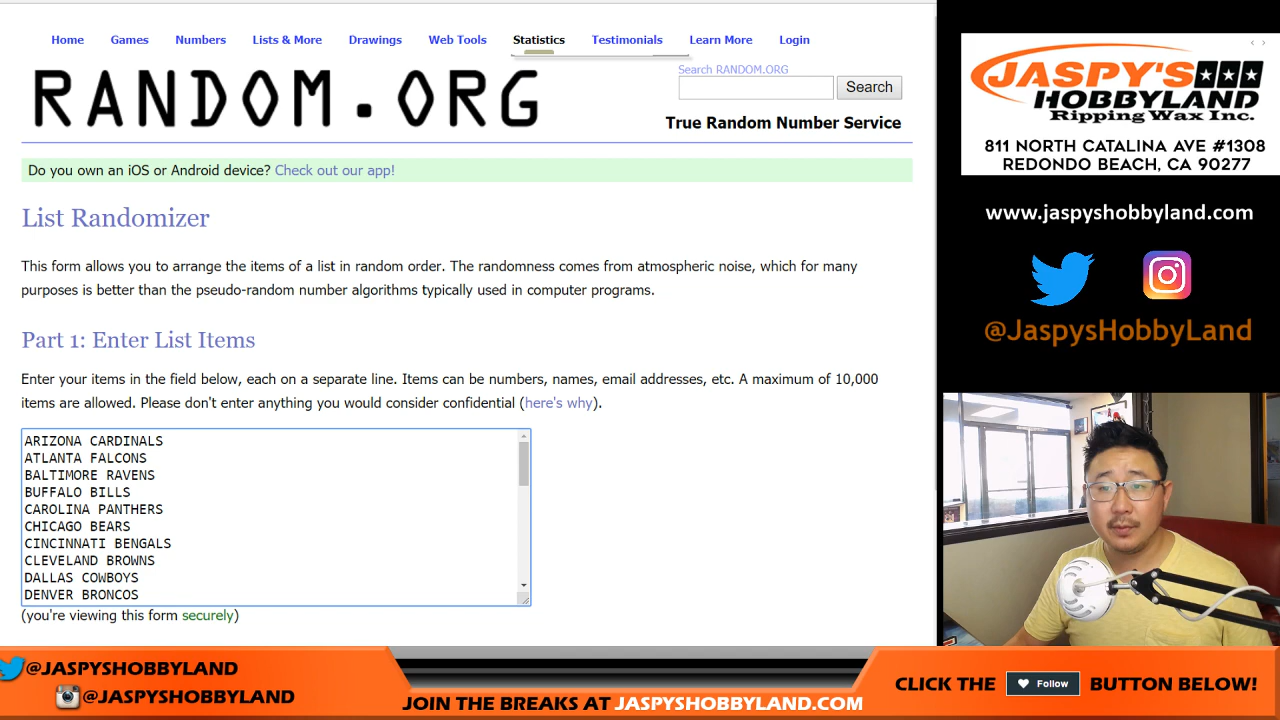 Home Games Numbers Lists & More Drawings Web Tools Statistics Testimonials Learn More Login
RANDOM.ORG
Search RANDOM.ORG
Search
True Random Number Service
Do you own an iOS or Android device? Check out our app!
List Randomizer
This form allows you to arrange the items of a list in random order. The randomness comes from atmospheric noise, which for many
purposes is better than the pseudo-random number algorithms typically used in computer programs.
Part 1: Enter List Items
Enter your items in the field below, each on a separate line. Items can be numbers, names, email addresses, etc. A maximum of 10,000
items are allowed. Please don't enter anything you would consider confidential (here's why).
ARIZONA CARDINALS
ATLANTA FALCONS
BALTIMORE RAVENS
BUFFALO BILLS
CAROLINA PANTHERS
CHICAGO BEARS
CINCINNATI BENGALS
CLEVELAND BROWNS
DALLAS COWBOYS
DENVER BRONCOS
(you're viewing this form securely)
JASPY'S
HOBBYLAND
Ripping Wax Inc.
811 NORTH CATALINA AVE #1308
REDONDO BEACH, CA 90277
www.jaspyshobbyland.com
@JaspysHobbyLand
@JASPYSHOBBYLAND
@JASPYSHOBBYLAND
JOIN THE BREAKS AT JASPYSHOBBYLAND.COM
CLICK THE Follow BUTTON BELOW!